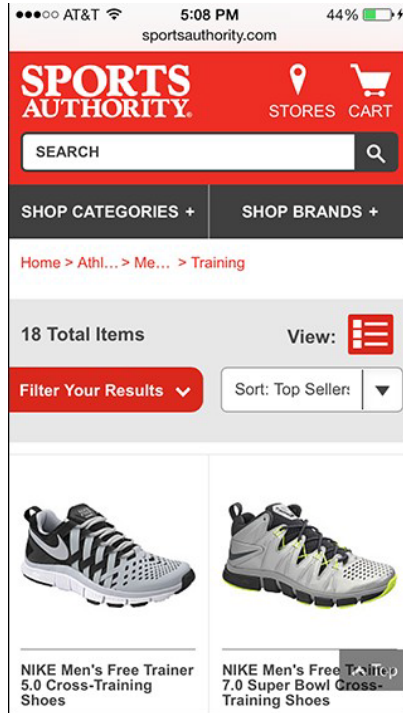 AT&T 5:08 PM 44%
sportsauthority.com
SPORTS
AUTHORITY.
STORES CART
SEARCH
SHOP CATEGORIES + SHOP BRANDS +
Home > Athl... > Me... > Training
18 Total Items View:
Filter Your Results Sort: Top Sellers
NIKE Men's Free Trainer
5.0 Cross-Training
Shoes
NIKE Men's Free Trainer
7.0 Super Bowl Cross-
Training Shoes
Top